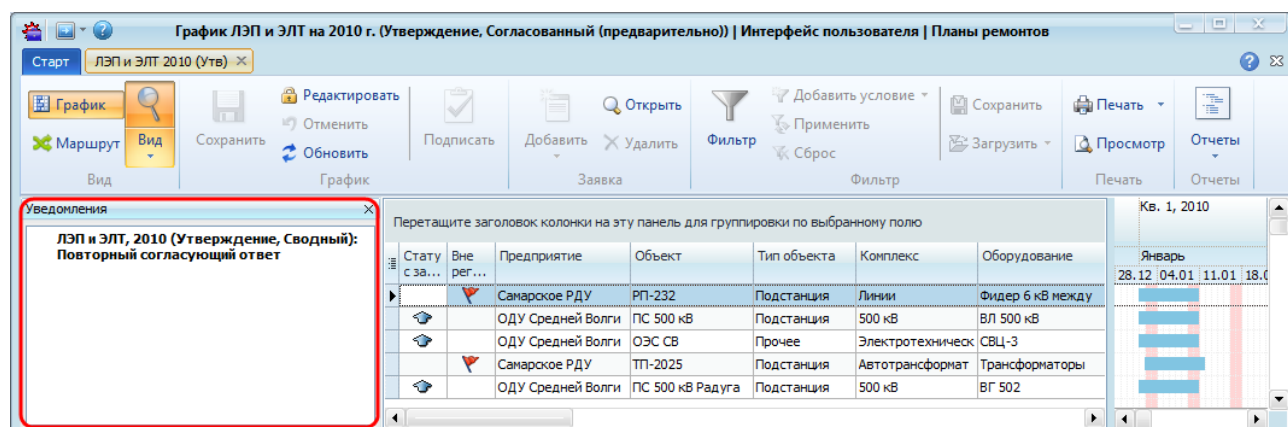 График ЛЭП и ЭЛТ на 2010 г. (Утверждение, Согласованный (предварительно)) | Интерфейс пользователя | Планы ремонтов
Старт ЛЭП и ЭЛТ 2010 (Утв)
График
Маршрут
Вид
Вид
Сохранить
Редактировать
Отменить
Обновить
Подписать
График
Добавить
Открыть
Удалить
Заявка
Фильтр
Добавить условие
Применить
Сброс
Сохранить
Загрузить
Фильтр
Печать
Просмотр
Печать
Отчеты
Отчеты
Уведомления
ЛЭП и ЭЛТ, 2010 (Утверждение, Сводный):
Повторный согласующий ответ
Перетащите заголовок колонки на эту панель для группировки по выбранному полю
Стату с за... Вне рег... Предприятие Объект Тип объекта Комплекс Оборудование
Самарское РДУ РП-232 Подстанция Линии Фидер 6 кВ между
ОДУ Средней Волги ПС 500 кВ Подстанция 500 кВ ВЛ 500 кВ
ОДУ Средней Волги ОЭС СВ Прочее Электротехническ СВЦ-3
Самарское РДУ ТП-2025 Подстанция Автотрансформат Трансформаторы
ОДУ Средней Волги ПС 500 кВ Радуга Подстанция 500 кВ ВГ 502
Кв. 1, 2010
Январь
28.12 04.01 11.01 18.0